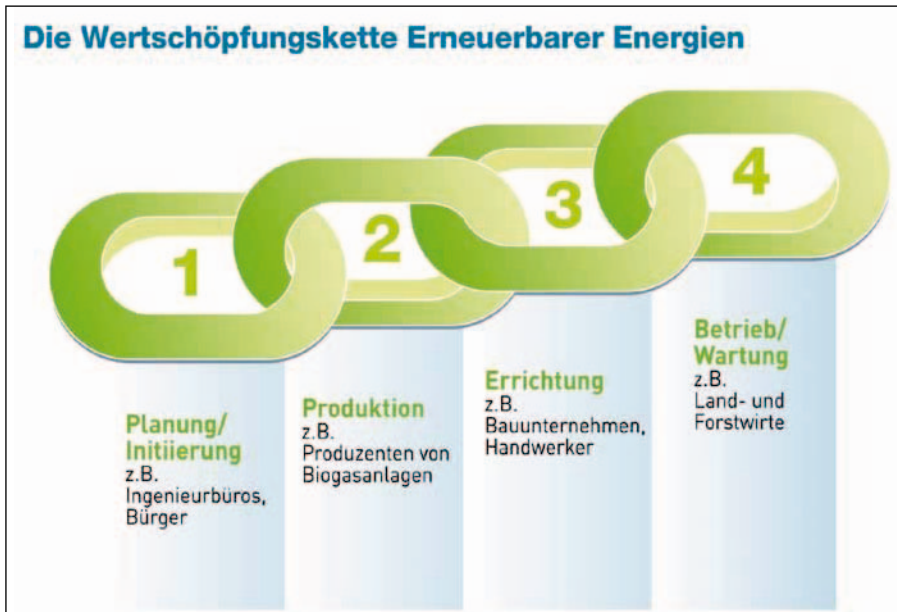 Die Wertschöpfungskette Erneuerbarer Energien
1
2
3
4
Planung/
Initiierung
z.B.
Ingenieurbüros,
Bürger
Produktion
z.B.
Produzenten von
Biogasanlagen
Errichtung
z.B.
Bauunternehmen,
Handwerker
Betrieb/
Wartung
z.B.
Land- und
Forstwirte